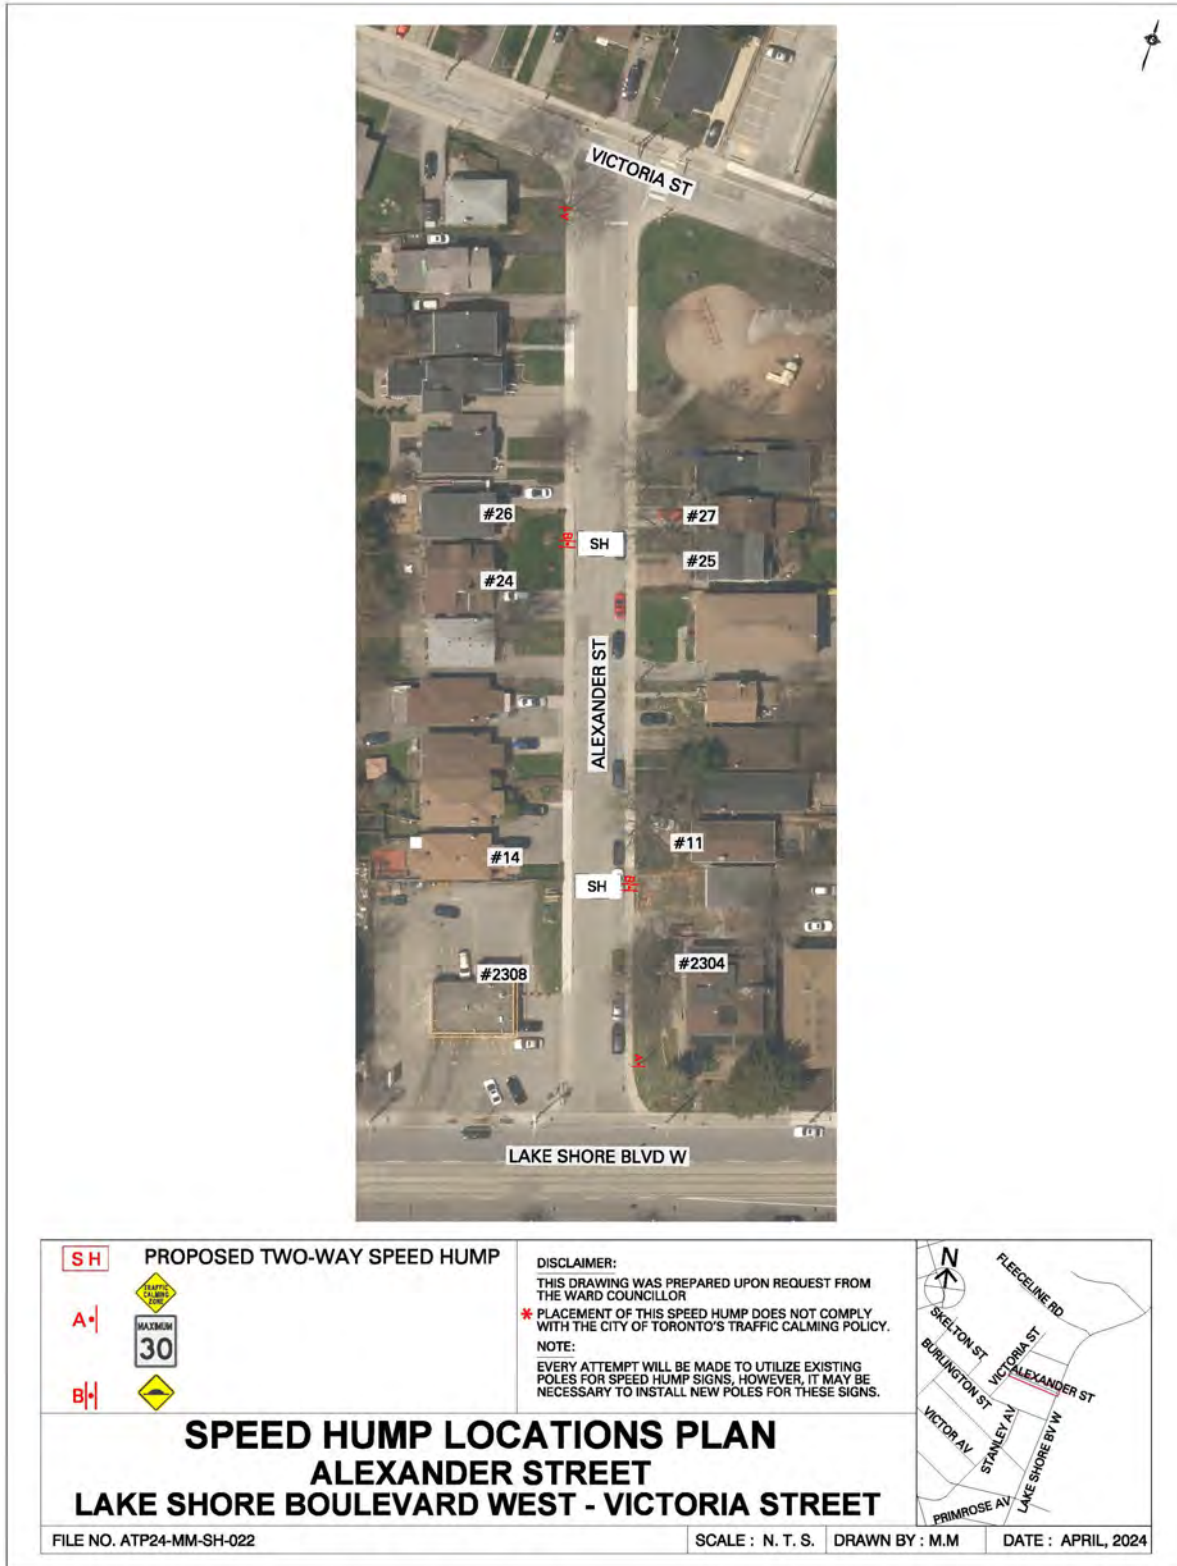 VICTORIA ST
A
#26
#27
B
SH
#25
#24
ALEXANDER ST
#11
#14
SH
B
#2304
#2308
A
LAKE SHORE BLVD W
SH PROPOSED TWO-WAY SPEED HUMP
TRAFFIC
CALMING
ZONE
A
MAXIMUM
30
B
DISCLAIMER:
THIS DRAWING WAS PREPARED UPON REQUEST FROM
THE WARD COUNCILLOR
* PLACEMENT OF THIS SPEED HUMP DOES NOT COMPLY
WITH THE CITY OF TORONTO'S TRAFFIC CALMING POLICY.
NOTE:
EVERY ATTEMPT WILL BE MADE TO UTILIZE EXISTING
POLES FOR SPEED HUMP SIGNS, HOWEVER, IT MAY BE
NECESSARY TO INSTALL NEW POLES FOR THESE SIGNS.
N
FLEECELINE RD
SKELTON ST
VICTORIA ST
BURLINGTON ST
ALEXANDER ST
VICTOR AV
STANLEY AV
LAKE SHORE BV W
PRIMROSE AV
SPEED HUMP LOCATIONS PLAN
ALEXANDER STREET
LAKE SHORE BOULEVARD WEST - VICTORIA STREET
FILE NO. ATP24-MM-SH-022
SCALE : N. T. S.
DRAWN BY : M.M
DATE : APRIL, 2024